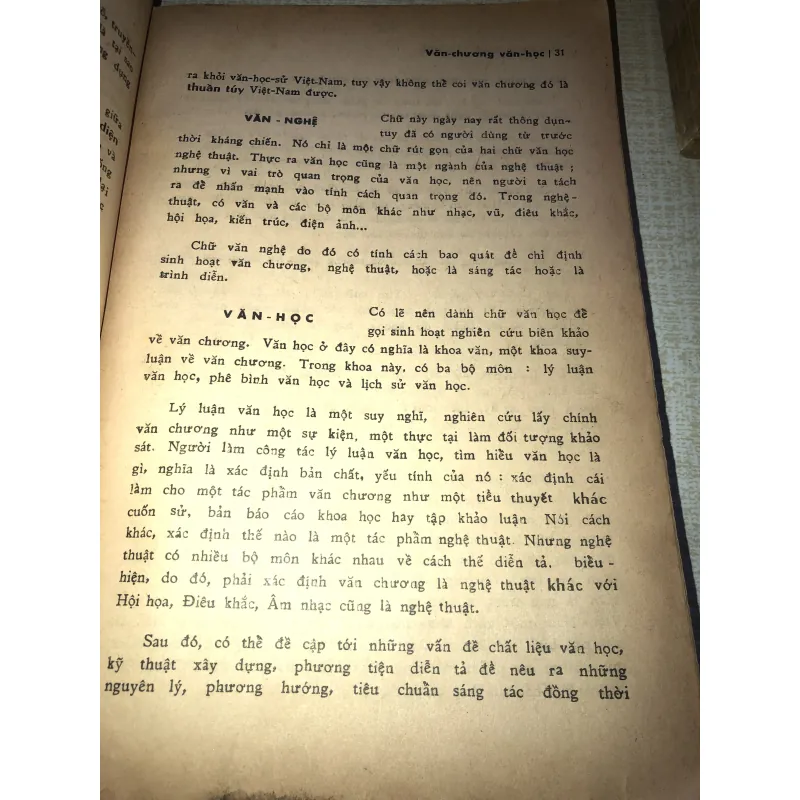 Văn-chương văn-học | 31
ra khỏi văn-học-sử Việt-Nam, tuy vậy không thể coi văn chương đó là
thuần túy Việt-Nam được.
VĂN - NGHỆ Chữ này ngày nay rất thông dụn-
tuy đã có người dùng từ trước
thời kháng chiến. Nó chỉ là một chữ rút gọn của hai chữ văn học
nghệ thuật. Thực ra văn học cũng là một ngành của nghệ thuật ;
nhưng vì vai trò quan trọng của văn học, nên người ta tách
ra để nhấn mạnh vào tính cách quan trọng đó. Trong nghệ-
thuật, có văn và các bộ môn khác như nhạc, vũ, điêu khắc,
hội họa, kiến trúc, điện ảnh...
Chữ văn nghệ do đó có tính cách bao quát để chỉ định
sinh hoạt văn chương, nghệ thuật, hoặc là sáng tác hoặc là
trình diễn.
VĂN-HỌC Có lẽ nên dành chữ văn học để
gọi sinh hoạt nghiên cứu biên khảo
về văn chương. Văn học ở đây có nghĩa là khoa văn, một khoa suy-
luận về văn chương. Trong khoa này, có ba bộ môn : lý luận
văn học, phê bình văn học và lịch sử văn học.
Lý luận văn học là một suy nghĩ, nghiên cứu lấy chính
văn chương như một sự kiện, một thực tại làm đối tượng khảo
sát. Người làm công tác lý luận văn học, tìm hiểu văn học là
gì, nghĩa là xác định bản chất, yếu tính của nó : xác định cái
làm cho một tác phẩm văn chương như một tiểu thuyết khác
cuốn sử, bản báo cáo khoa học hay tập khảo luận Nói cách
khác, xác định thế nào là một tác phẩm nghệ thuật. Nhưng nghệ
thuật có nhiều bộ môn khác nhau về cách thế diễn tả, biểu-
hiện, do đó, phải xác định văn chương là nghệ thuật khác với
Hội họa, Điêu khắc, Âm nhạc cũng là nghệ thuật.
Sau đó, có thể đề cập tới những vấn đề chất liệu văn học,
kỹ thuật xây dựng, phương tiện diễn tả để nêu ra những
nguyên lý, phương hướng, tiêu chuẩn sáng tác đồng thời